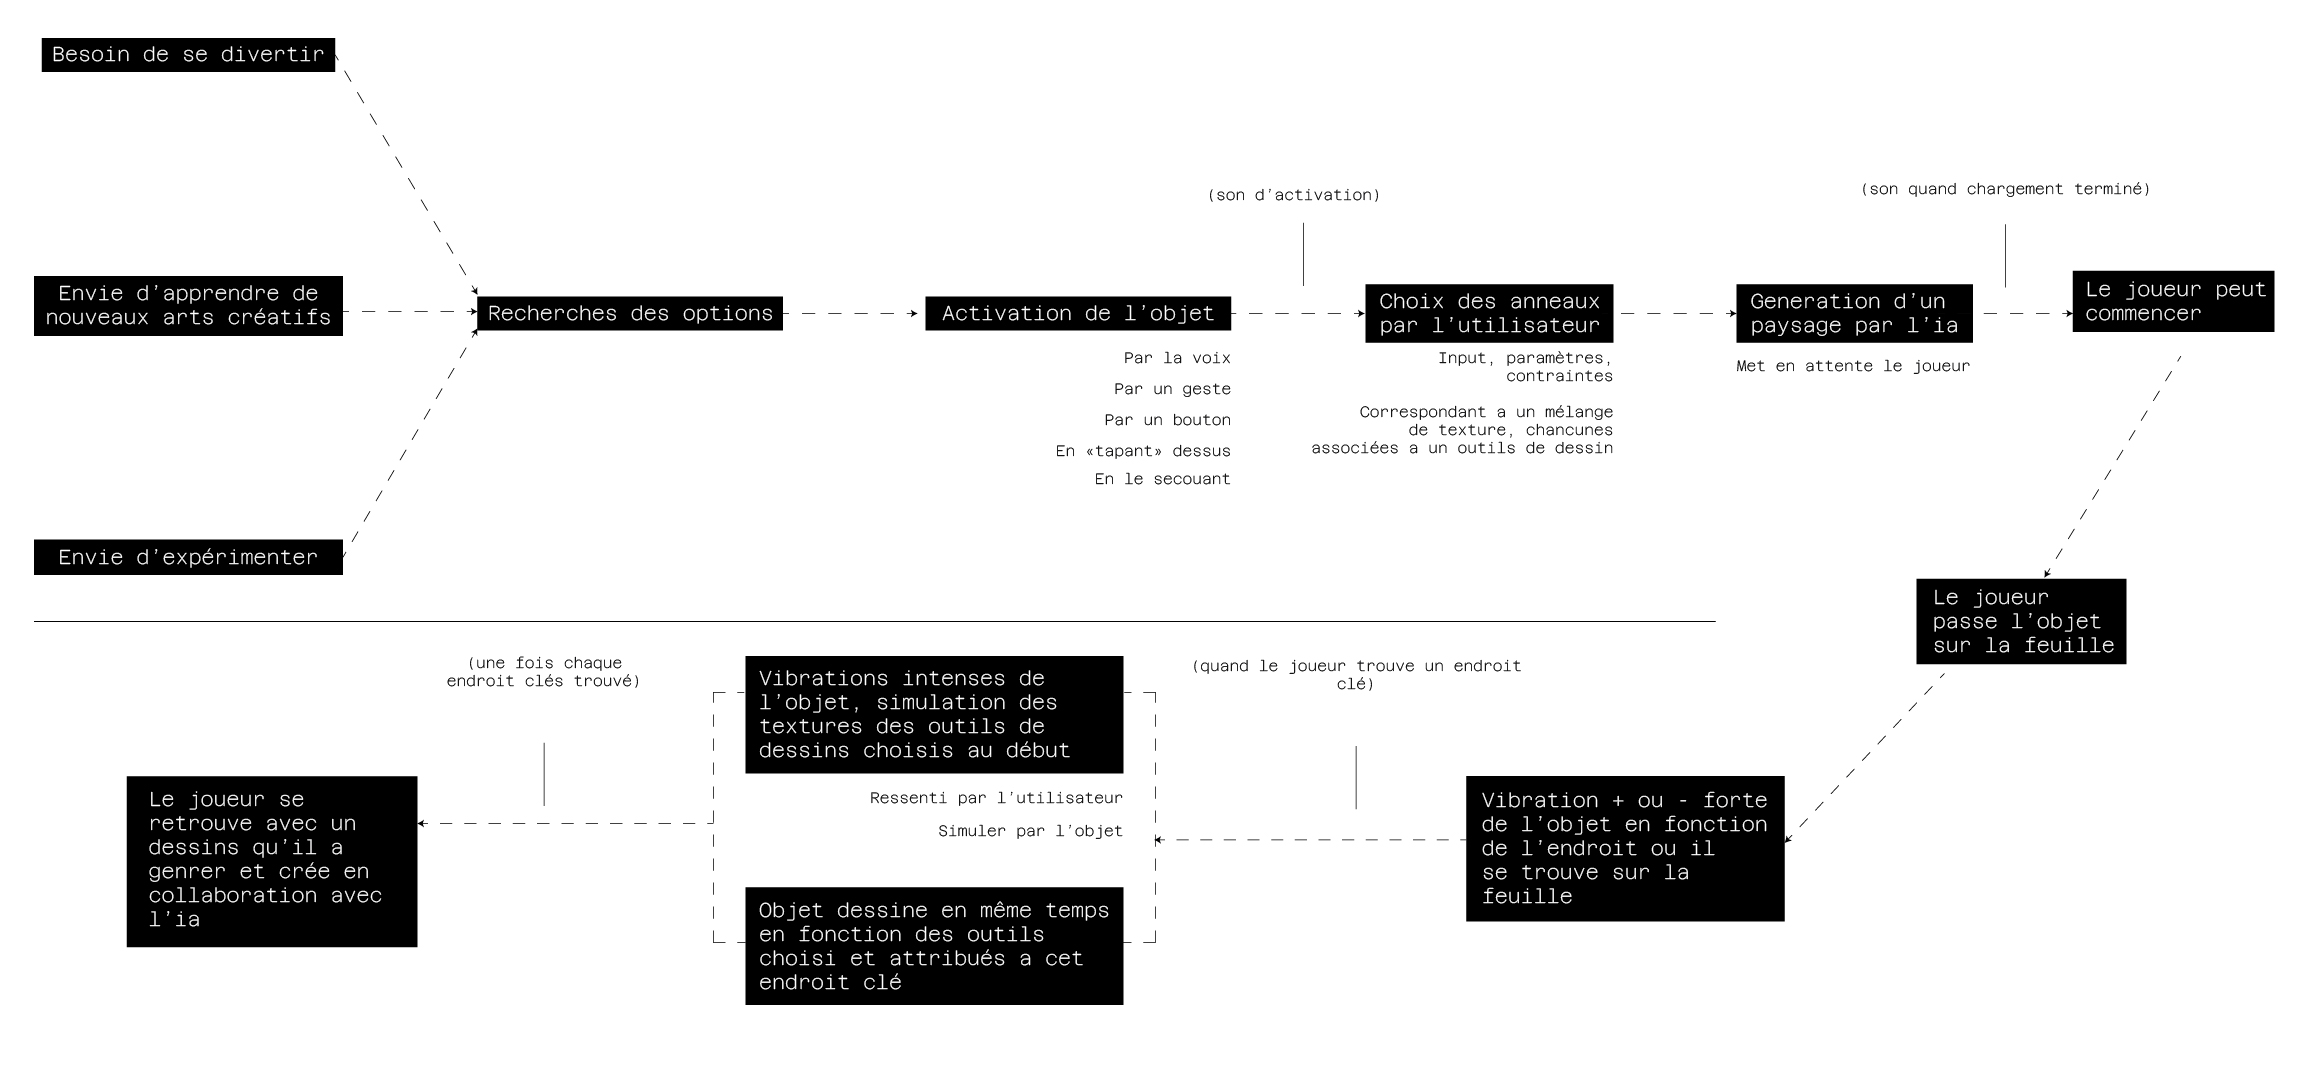 Besoin de se divertir
Envie d'apprendre de
nouveaux arts créatifs
Envie d'expérimenter
Recherches des options
Activation de l'objet
Par la voix
Par un geste
Par un bouton
En «tapant» dessus
En le secouant
(son d'activation)
Choix des anneaux
par l'utilisateur
Input, paramètres,
contraintes
Correspondant a un mélange
de texture, chancunes
associées a un outils de dessin
Generation d'un
paysage par l'ia
Met en attente le joueur
(son quand chargement terminé)
Le joueur peut
commencer
Le joueur
passe l'objet
sur la feuille
Vibration + ou - forte
de l'objet en fonction
de l'endroit ou il
se trouve sur la
feuille
(quand le joueur trouve un endroit
clé)
Vibrations intenses de
l'objet, simulation des
textures des outils de
dessins choisis au début
Ressenti par l'utilisateur
Simuler par l'objet
Objet dessine en même temps
en fonction des outils
choisi et attribués a cet
endroit clé
(une fois chaque
endroit clés trouvé)
Le joueur se
retrouve avec un
dessins qu'il a
genrer et crée en
collaboration avec
l'ia